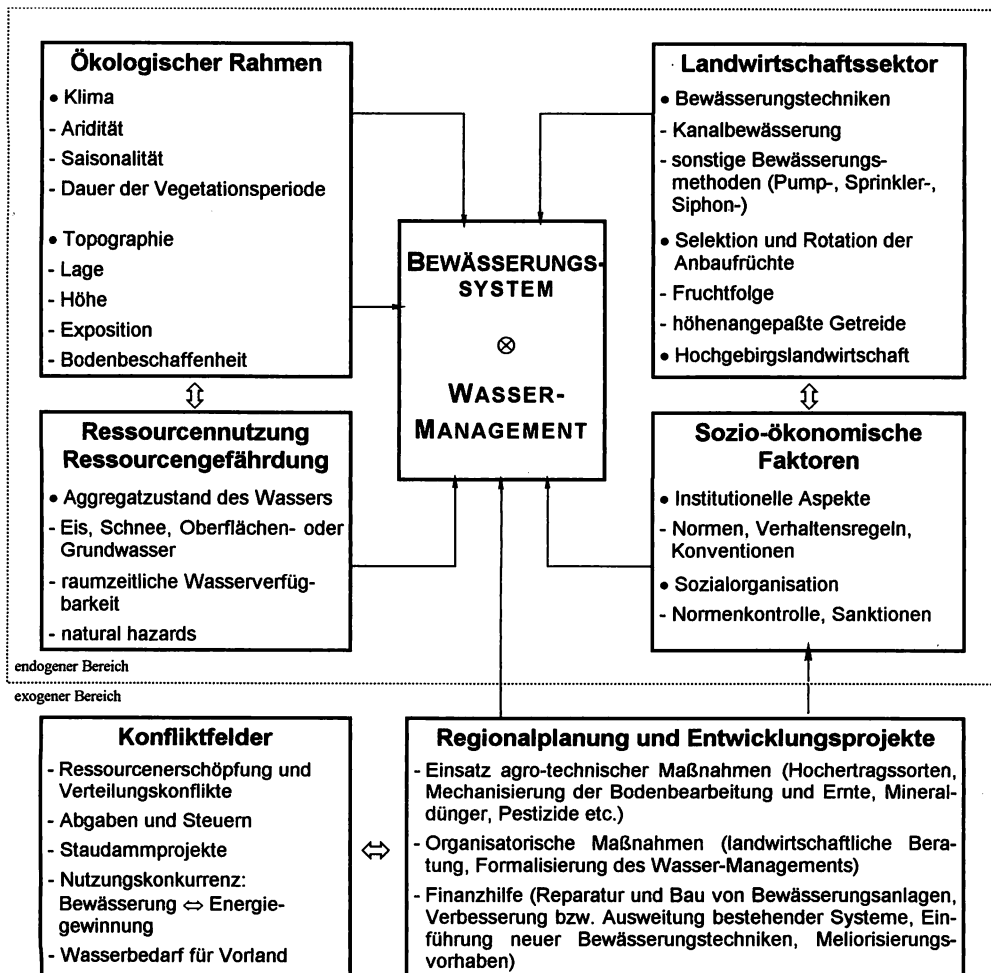 Ökologischer Rahmen
• Klima
- Aridität
- Saisonalität
- Dauer der Vegetationsperiode
• Topographie
- Lage
- Höhe
- Exposition
- Bodenbeschaffenheit
Ressourcennutzung
Ressourcengefährdung
• Aggregatzustand des Wassers
- Eis, Schnee, Oberflächen- oder
Grundwasser
- raumzeitliche Wasserverfüg-
barkeit
- natural hazards
BEWÄSSERUNGS-
SYSTEM
⊗
WASSER-
MANAGEMENT
Landwirtschaftssektor
• Bewässerungstechniken
- Kanalbewässerung
- sonstige Bewässerungs-
methoden (Pump-, Sprinkler-,
Siphon-)
• Selektion und Rotation der
Anbaufrüchte
- Fruchtfolge
- höhenangepaßte Getreide
• Hochgebirgslandwirtschaft
Sozio-ökonomische
Faktoren
• Institutionelle Aspekte
- Normen, Verhaltensregeln,
Konventionen
• Sozialorganisation
- Normenkontrolle, Sanktionen
endogener Bereich
exogener Bereich
Konfliktfelder
- Ressourcenerschöpfung und
Verteilungskonflikte
- Abgaben und Steuern
- Staudammprojekte
- Nutzungskonkurrenz:
Bewässerung ⇔ Energie-
gewinnung
- Wasserbedarf für Vorland
Regionalplanung und Entwicklungsprojekte
- Einsatz agro-technischer Maßnahmen (Hochertragssorten,
Mechanisierung der Bodenbearbeitung und Ernte, Mineral-
dünger, Pestizide etc.)
- Organisatorische Maßnahmen (landwirtschaftliche Bera-
tung, Formalisierung des Wasser-Managements)
- Finanzhilfe (Reparatur und Bau von Bewässerungsanlagen,
Verbesserung bzw. Ausweitung bestehender Systeme, Ein-
führung neuer Bewässerungstechniken, Meliorisierungs-
vorhaben)